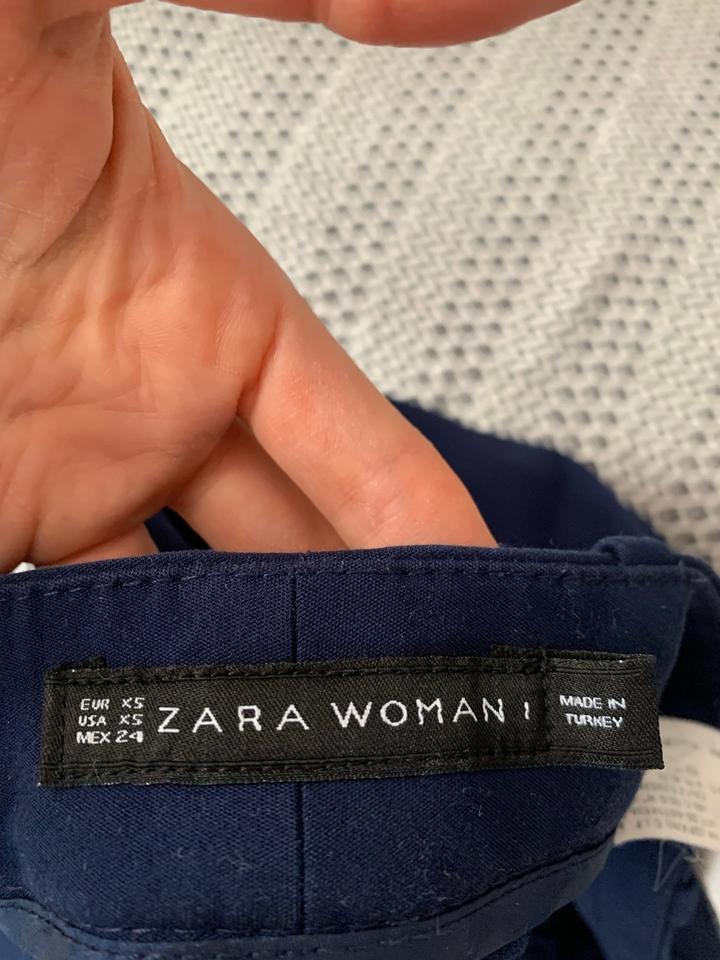 EUR XS
USA XS
MEX 24
ZARA WOMAN
MADE IN
TURKEY